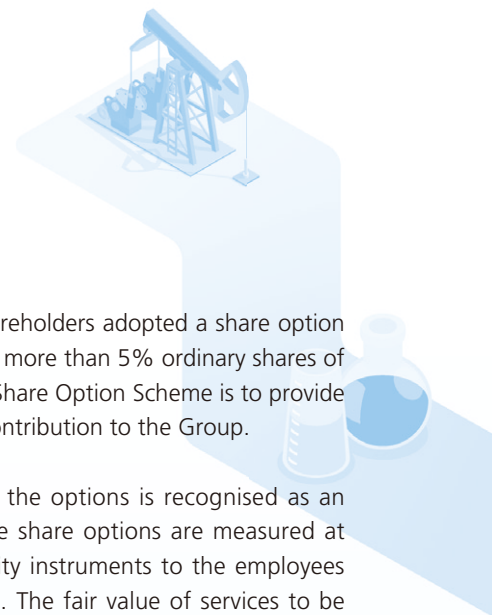 reholders adopted a share option
more than 5% ordinary shares of
Share Option Scheme is to provide
ontribution to the Group.
the options is recognised as an
e share options are measured at
ity instruments to the employees
. The fair value of services to be